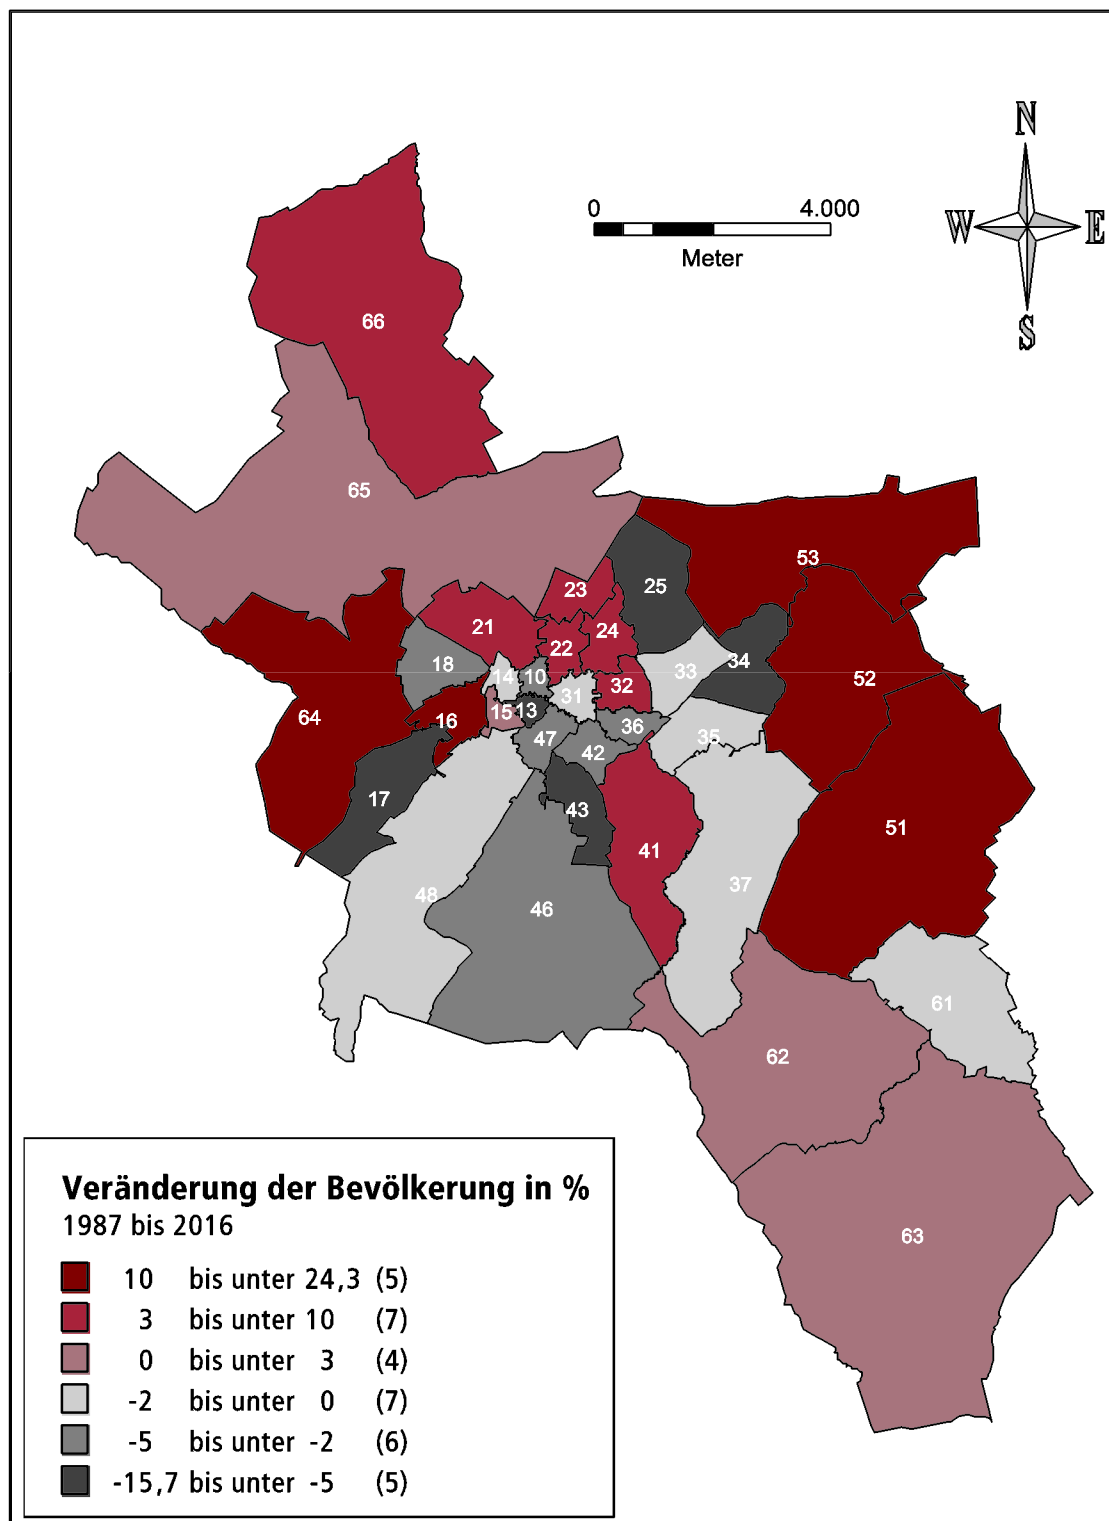 N
0 4.000
W E
Meter
S
66
65
53
23
25
21
24
22
18
34
33
14
10
52
32
31
15
13
64
16
36
47
35
42
17
43
51
41
37
48
46
61
62
63
Veränderung der Bevölkerung in %
1987 bis 2016
10 bis unter 24,3 (5)
3 bis unter 10 (7)
0 bis unter 3 (4)
-2 bis unter 0 (7)
-5 bis unter -2 (6)
-15,7 bis unter -5 (5)